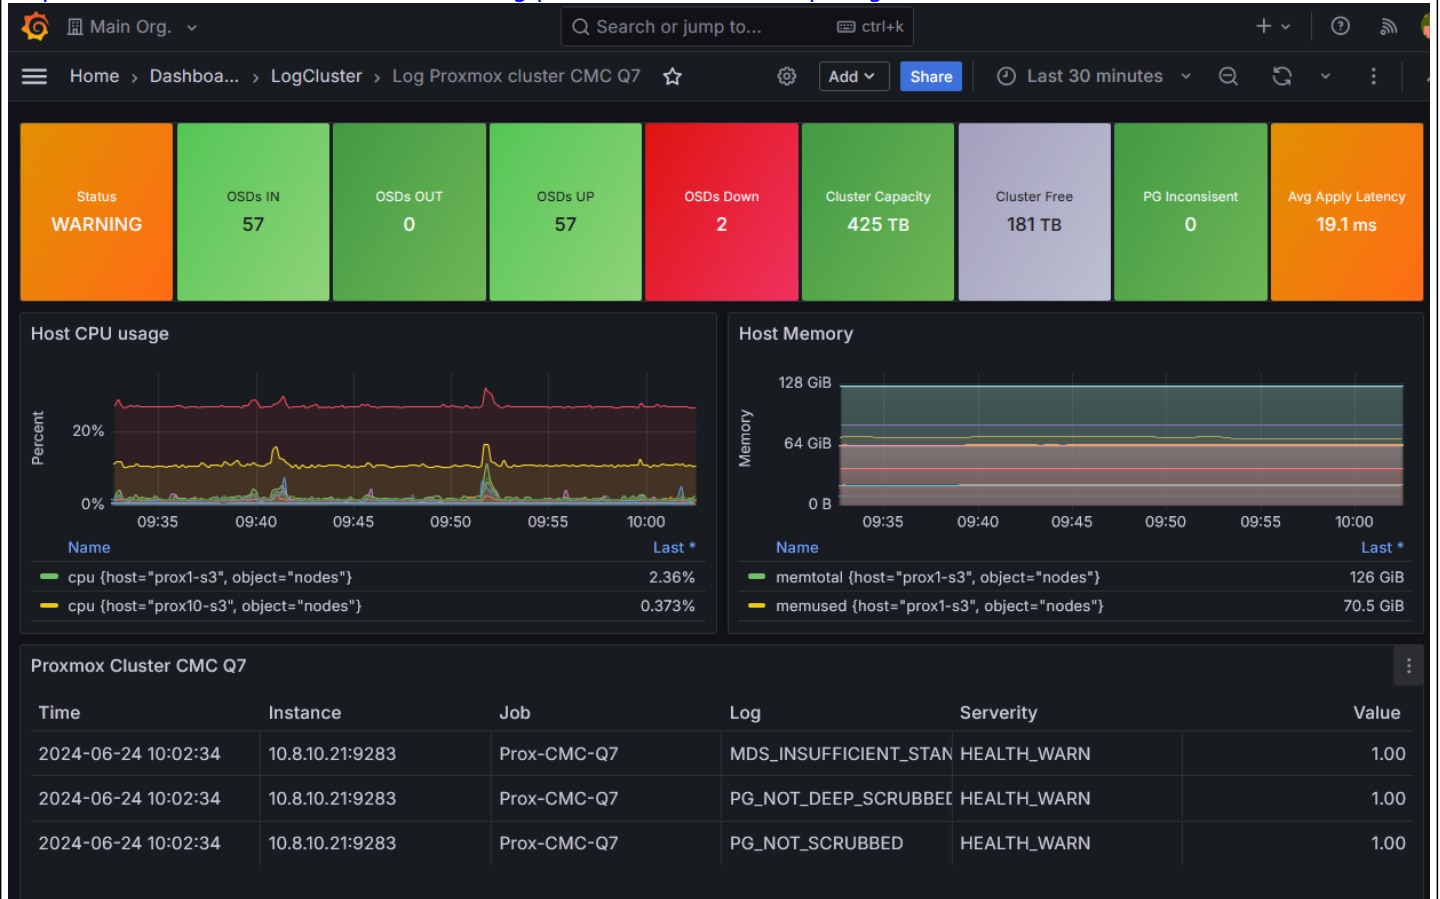 Main Org.
Search or jump to...
ctrl+k
Home › Dashboa... › LogCluster › Log Proxmox cluster CMC Q7
Add
Share
Last 30 minutes
Status
WARNING
OSDs IN
57
OSDs OUT
0
OSDs UP
57
OSDs Down
2
Cluster Capacity
425 TB
Cluster Free
181 TB
PG Inconsisent
0
Avg Apply Latency
19.1 ms
Host CPU usage
Percent
20%
0%
09:35 09:40 09:45 09:50 09:55 10:00
Name Last *
cpu {host="prox1-s3", object="nodes"} 2.36%
cpu {host="prox10-s3", object="nodes"} 0.373%
Host Memory
Memory
128 GiB
64 GiB
0 B
09:35 09:40 09:45 09:50 09:55 10:00
Name Last *
memtotal {host="prox1-s3", object="nodes"} 126 GiB
memused {host="prox1-s3", object="nodes"} 70.5 GiB
Proxmox Cluster CMC Q7
Time Instance Job Log Serverity Value
2024-06-24 10:02:34 10.8.10.21:9283 Prox-CMC-Q7 MDS_INSUFFICIENT_STAN HEALTH_WARN 1.00
2024-06-24 10:02:34 10.8.10.21:9283 Prox-CMC-Q7 PG_NOT_DEEP_SCRUBBED HEALTH_WARN 1.00
2024-06-24 10:02:34 10.8.10.21:9283 Prox-CMC-Q7 PG_NOT_SCRUBBED HEALTH_WARN 1.00